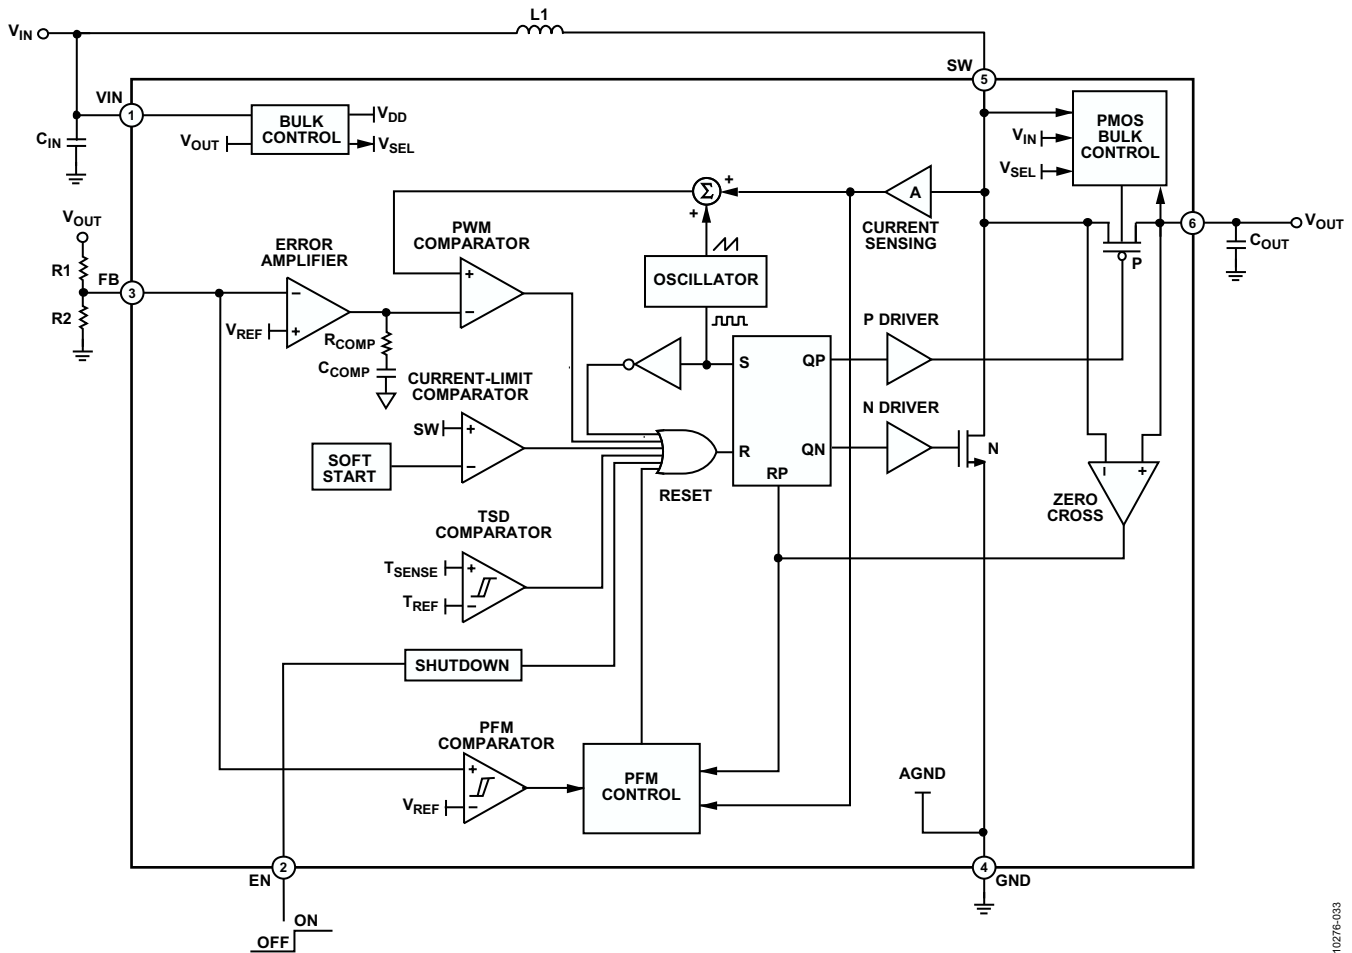 L1
VIN
SW
5
VIN
1
BULK
CONTROL
VDD
VOUT
VSEL
CIN
PMOS
BULK
CONTROL
VIN
VSEL
Σ
+
+
A
CURRENT
SENSING
6
VOUT
COUT
P
VOUT
R1
FB
3
R2
ERROR
AMPLIFIER
−
+
VREF
RCOMP
CCOMP
PWM
COMPARATOR
+
−
OSCILLATOR
P DRIVER
S
QP
R
QN
RP
N DRIVER
N
CURRENT-LIMIT
COMPARATOR
SW
+
−
SOFT
START
RESET
−
+
ZERO
CROSS
TSD
COMPARATOR
TSENSE
+
TREF
−
SHUTDOWN
PFM
COMPARATOR
+
VREF
−
PFM
CONTROL
AGND
2
EN
4
GND
ON
OFF
10276-033